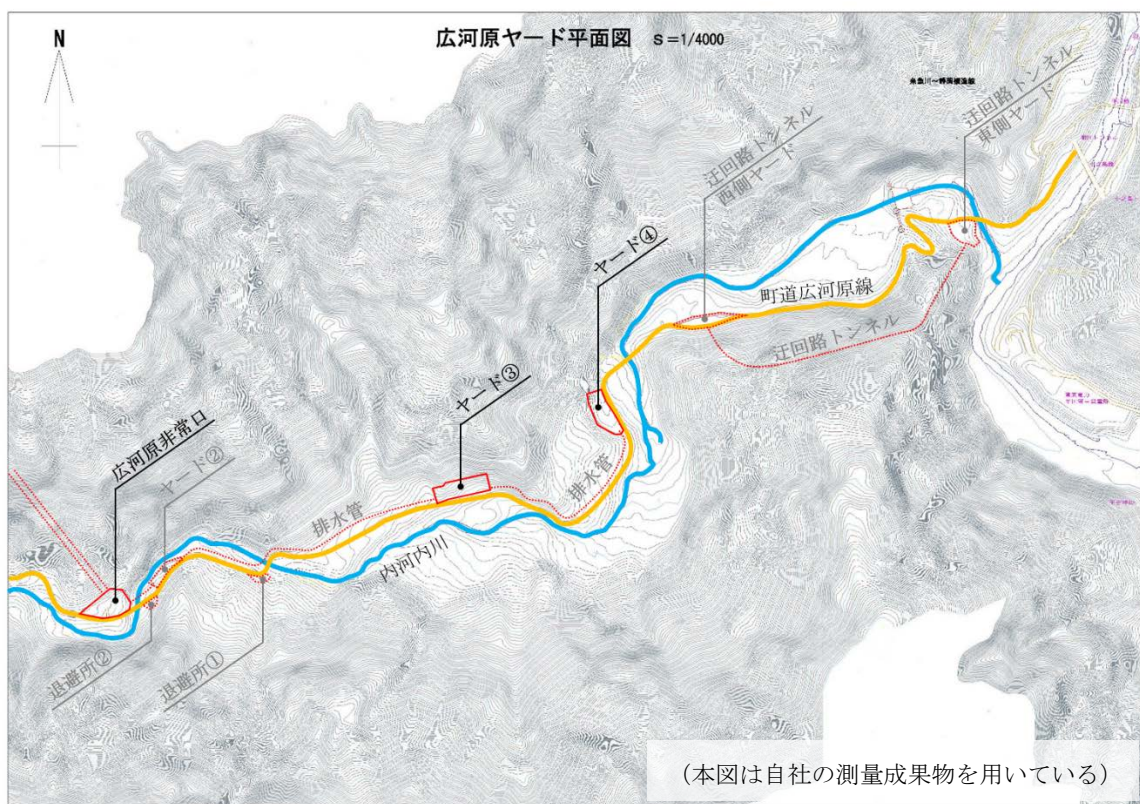 広河原ヤード平面図 S=1/4000
N
迂回路トンネル
東側ヤード
迂回路トンネル
西側ヤード
ヤード④
町道広河原線
迂回路トンネル
ヤード③
広河原非常口
ヤード②
排水管
排水管
内河内川
退避所②
退避所①
(本図は自社の測量成果物を用いている)